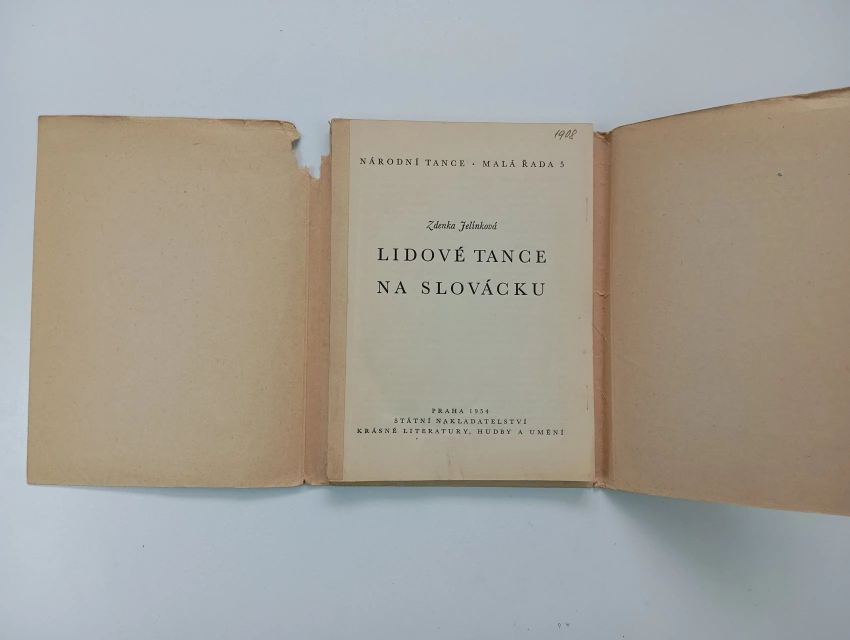 1908
NÁRODNÍ TANCE · MALÁ ŘADA 5
Zdenka Jelínková
LIDOVÉ TANCE
NA SLOVÁCKU
PRAHA 1954
STÁTNÍ NAKLADATELSTVÍ
KRÁSNÉ LITERATURY, HUDBY A UMĚNÍ